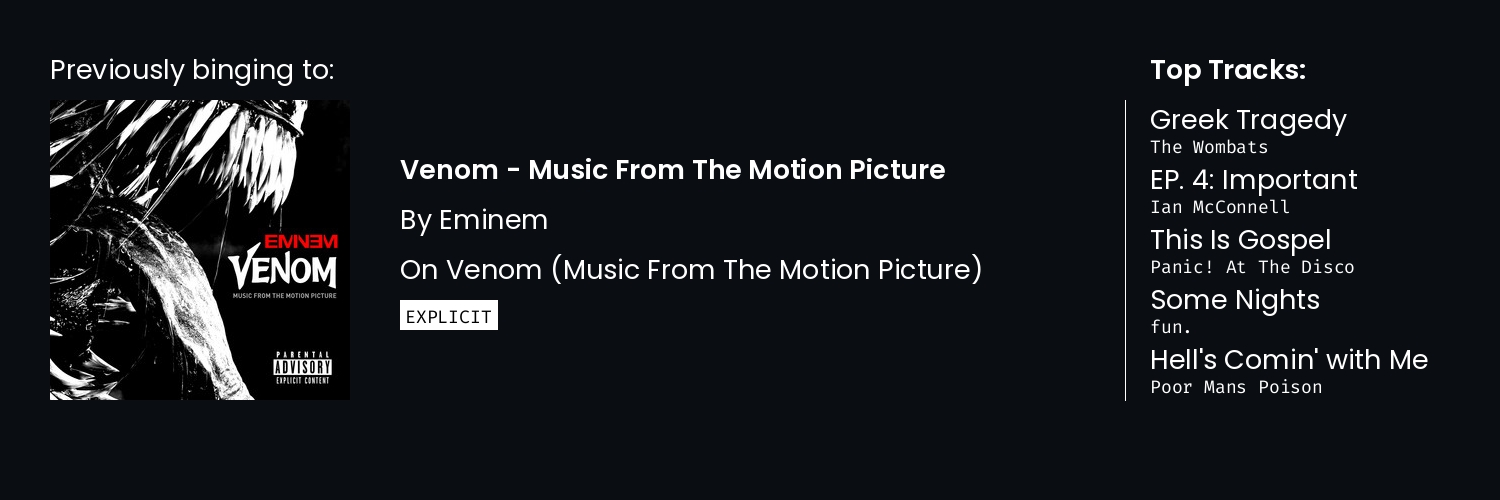 Previously binging to:
EMINEM
VENOM
MUSIC FROM THE MOTION PICTURE
PARENTAL
ADVISORY
EXPLICIT CONTENT
Venom - Music From The Motion Picture
By Eminem
On Venom (Music From The Motion Picture)
EXPLICIT
Top Tracks:
Greek Tragedy
The Wombats
EP. 4: Important
Ian McConnell
This Is Gospel
Panic! At The Disco
Some Nights
fun.
Hell's Comin' with Me
Poor Mans Poison